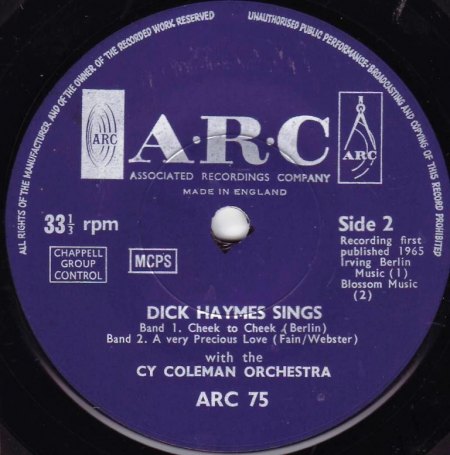 ALL RIGHTS OF THE MANUFACTURER, AND OF THE OWNER OF THE RECORDED WORK RESERVED
UNAUTHORISED PUBLIC PERFORMANCE, BROADCASTING AND COPYING OF THIS RECORD PROHIBITED
ARC
A·R·C
ARC
ASSOCIATED RECORDINGS COMPANY
MADE IN ENGLAND
33⅓ rpm
CHAPPELL
GROUP
CONTROL
MCPS
Side 2
Recording first
published 1965
Irving Berlin
Music (1)
Blossom Music
(2)
DICK HAYMES SINGS
Band 1. Cheek to Cheek (Berlin)
Band 2. A very Precious Love (Fain/Webster)
with the
CY COLEMAN ORCHESTRA
ARC 75